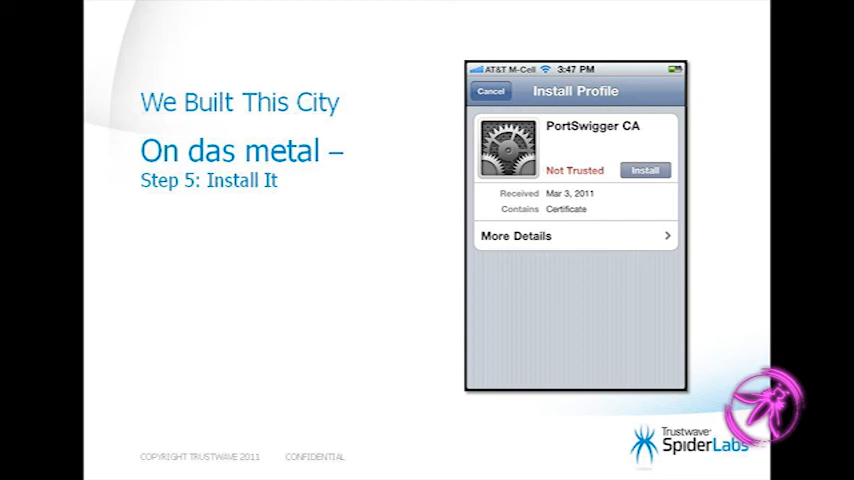 We Built This City
On das metal –
Step 5: Install It
AT&T M-Cell 3:47 PM
Cancel Install Profile
PortSwigger CA
Not Trusted Install
Received Mar 3, 2011
Contains Certificate
More Details
COPYRIGHT TRUSTWAVE 2011 CONFIDENTIAL
Trustwave®
SpiderLabs